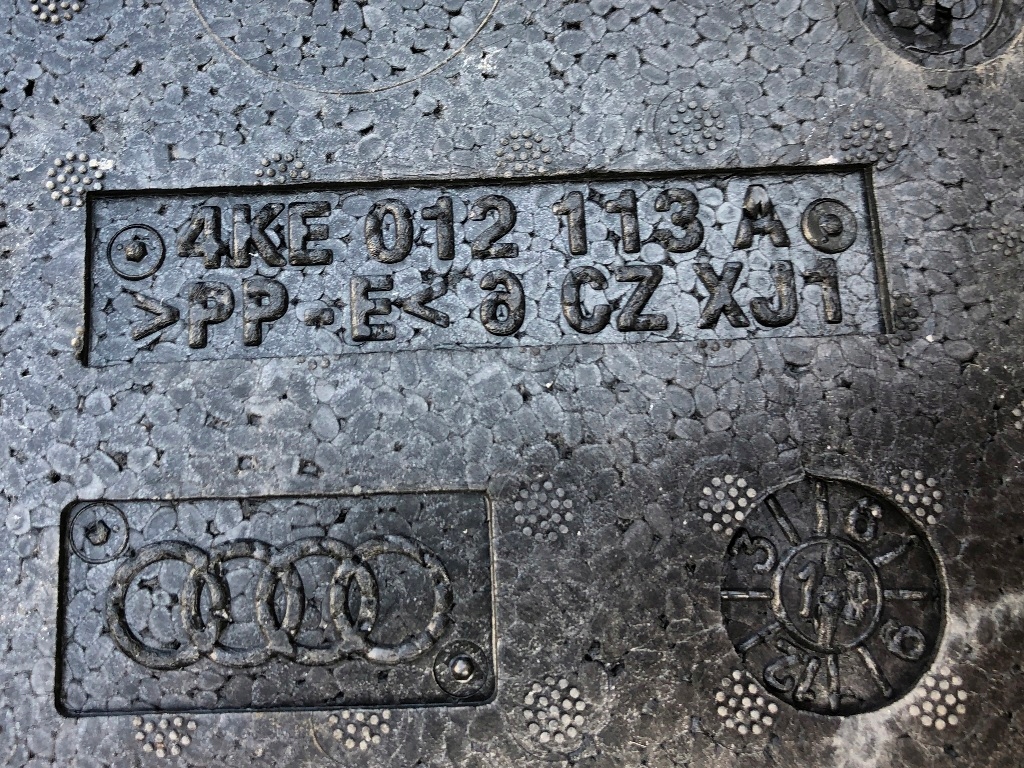 4KE 012 113 A
>PP-E< a CZ XJ1